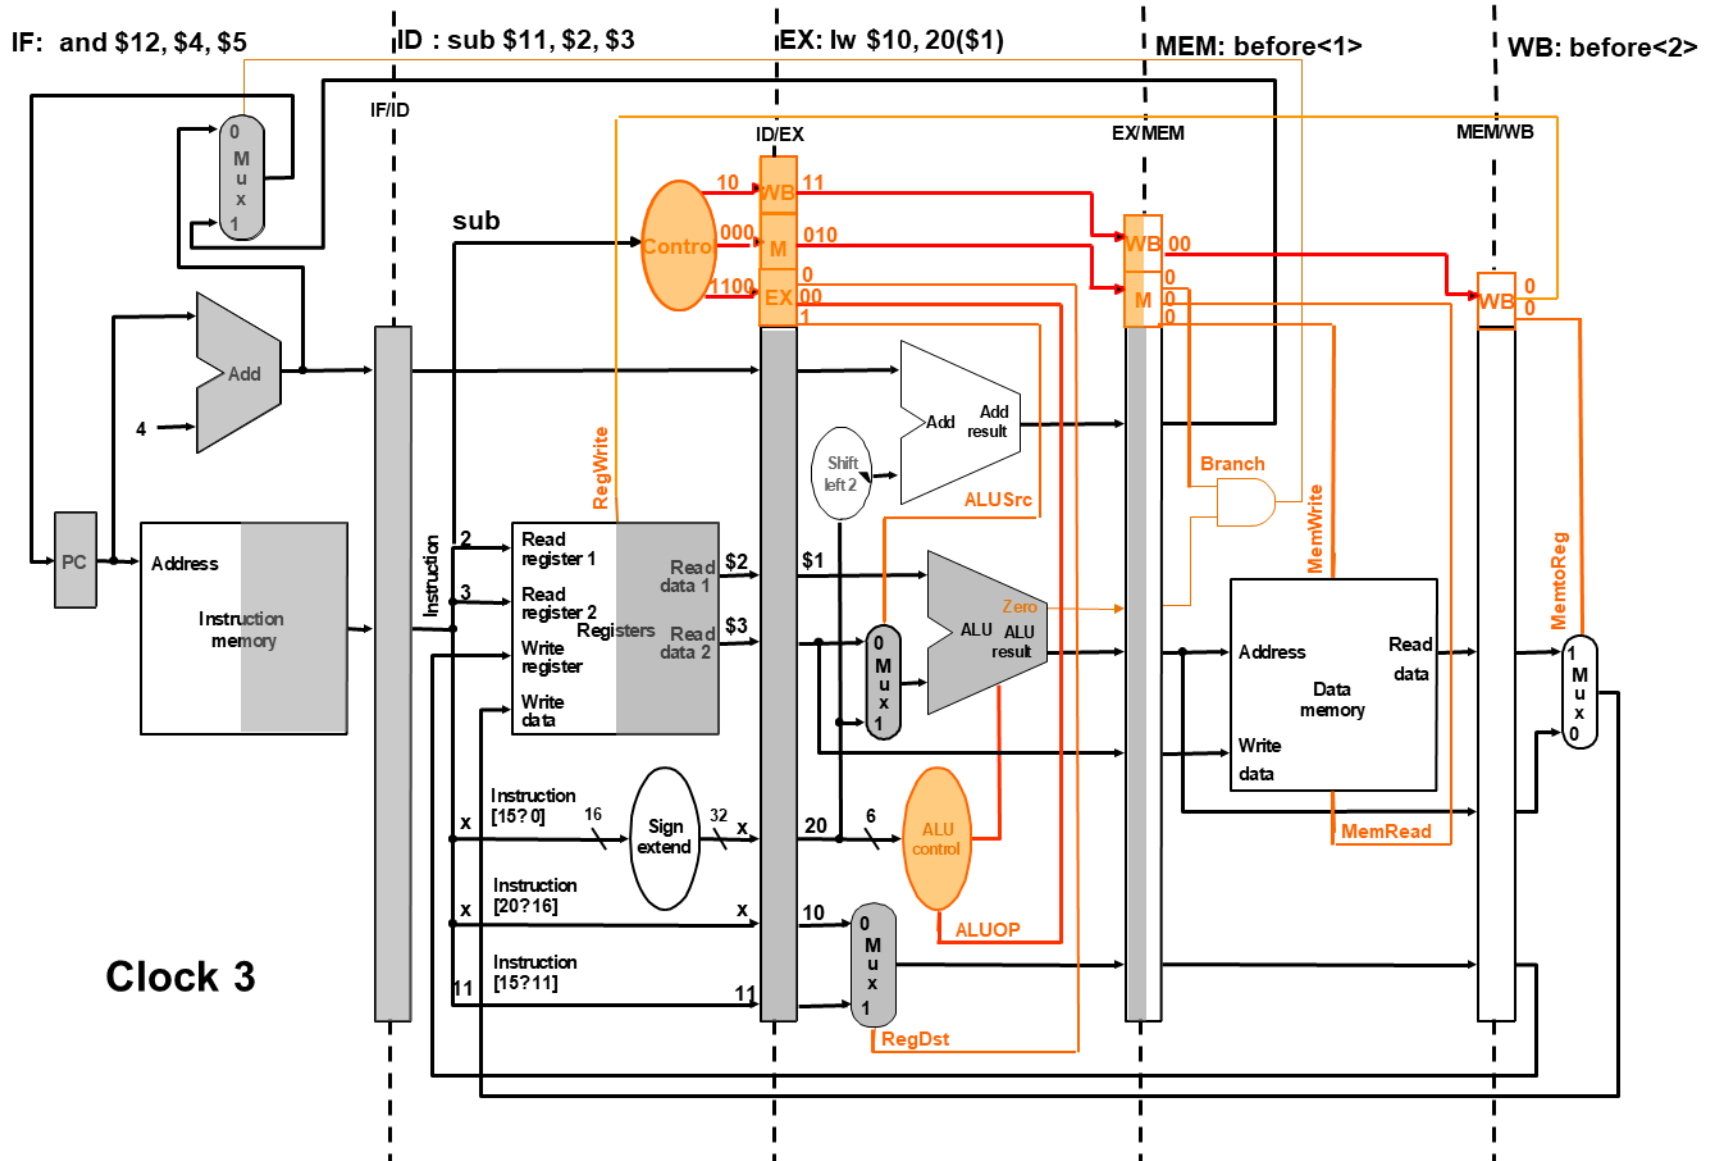 IF: and $12, $4, $5
ID : sub $11, $2, $3
EX: lw $10, 20($1)
MEM: before<1>
WB: before<2>
IF/ID
ID/EX
EX/MEM
MEM/WB
0
M
u
x
1
sub
Control
10
000
1100
WB
M
EX
11
010
0
00
1
WB
M
00
0
0
0
WB
0
0
Add
4
PC
Address
Instruction
memory
Instruction
RegWrite
2
3
Read
register 1
Read
register 2
Registers
Write
register
Write
data
Read
data 1
Read
data 2
$2
$3
$1
Shift
left 2
Add
Add
result
ALUSrc
0
M
u
x
1
Zero
ALU
ALU
result
Branch
MemWrite
Address
Read
data
Data
memory
Write
data
MemRead
MemtoReg
1
M
u
x
0
Instruction
[15?0]
x
16
Sign
extend
32
x
20
6
ALU
control
ALUOP
Instruction
[20?16]
x
x
10
Instruction
[15?11]
11
11
0
M
u
x
1
RegDst
Clock 3